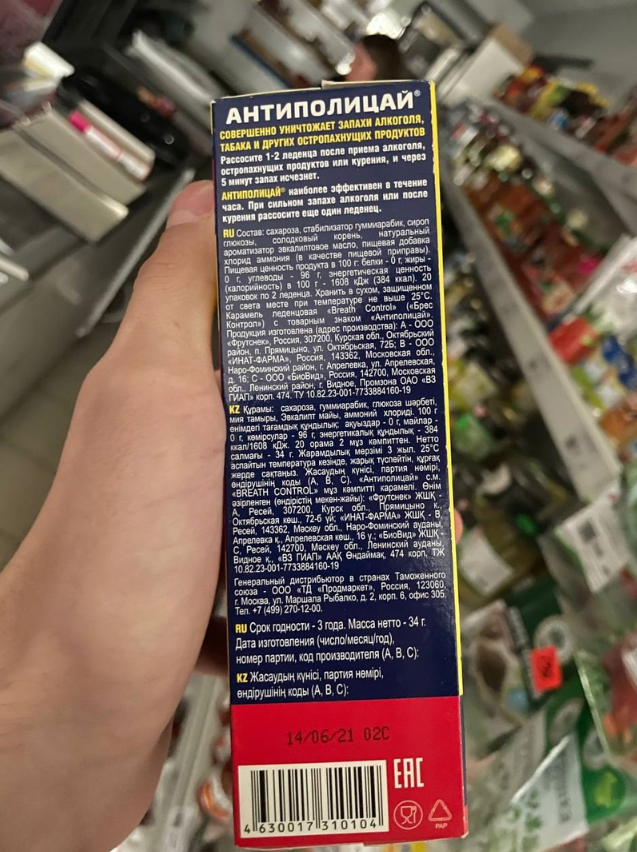 АНТИПОЛИЦАЙ®
СОВЕРШЕННО УНИЧТОЖАЕТ ЗАПАХИ АЛКОГОЛЯ,
ТАБАКА И ДРУГИХ ОСТРОПАХНУЩИХ ПРОДУКТОВ
Рассосите 1-2 леденца после приема алкоголя,
остропахнущих продуктов или курения, и через
5 минут запах исчезнет.
АНТИПОЛИЦАЙ® наиболее эффективен в течение
часа. При сильном запахе алкоголя или после
курения рассосите еще один леденец.
RU Состав: сахароза, стабилизатор гуммиарабик, сироп
глюкозы, солодковый корень, натуральный
ароматизатор эвкалиптовое масло, пищевая добавка
хлорид аммония (в качестве пищевой приправы).
Пищевая ценность продукта в 100 г: белки - 0 г, жиры -
0 г, углеводы - 96 г, энергетическая ценность
(калорийность) в 100 г - 1608 кДж (384 ккал). 20
упаковок по 2 леденца. Хранить в сухом, защищенном
от света месте при температуре не выше 25°С.
Карамель леденцовая «Breath Control» («Брес
Контрол») с товарным знаком «Антиполицай».
Продукция изготовлена (адрес производства): А - ООО
«Фрутснек», Россия, 307200, Курская обл., Октябрьский
район, п. Прямицыно, ул. Октябрьская, 72Б; В - ООО
«ИНАТ-ФАРМА», Россия, 143362, Московская обл.,
Наро-Фоминский район, г. Апрелевка, ул. Апрелевская,
д. 16; С - ООО «БиоВид», Россия, 142700, Московская
обл., Ленинский район, г. Видное, Промзона ОАО «ВЗ
ГИАП» корп. 474. ТУ 10.82.23-001-7733884160-19
KZ Құрамы: сахароза, гуммиарабик, глюкоза шәрбеті,
мия тамыры, Эвкалипт майы, аммоний хлориді. 100 г
өнімдегі тағамдық құндылық: ақуыздар - 0 г, майлар -
0 г, көмірсулар - 96 г, энергетикалық құндылық - 384
ккал/1608 кДж. 20 орама 2 мұз кәмпиттен. Нетто
салмағы - 34 г. Жарамдылық мерзімі 3 жыл. 25°С
аспайтын температура кезінде, жарық түспейтін, құрғақ
жерде сақтаңыз. Жасаудың күнісі, партия нөмірі,
өндірушінің коды (А, В, С). «Антиполицай» с.м.
«BREATH CONTROL» мұз кәмпитті карамелі. Өнім
әзірленген (өндірістің мекен-жайы): «Фрутснек» ЖШҚ -
А, Ресей, 307200, Курск обл., Прямицыно к.,
Октябрьская көш., 72-б үй; «ИНАТ-ФАРМА» ЖШҚ - В,
Ресей, 143362, Мәскеу обл., Наро-Фоминский ауданы,
Апрелевка қ., Апрелевская көш., 16 ү.; «БиоВид» ЖШҚ -
С, Ресей, 142700, Мәскеу обл., Ленинский ауданы,
Видное қ., «ВЗ ГИАП» ААҚ Өндаймақ, 474 корп. ТЖ
10.82.23-001-7733884160-19
Генеральный дистрибьютор в странах Таможенного
союза - ООО «ТД «Продмаркет», Россия, 123060,
г. Москва, ул. Маршала Рыбалко, д. 2, корп. 6, офис 305.
Тел. +7 (499) 270-12-00.
RU Срок годности - 3 года. Масса нетто - 34 г.
Дата изготовления (число/месяц/год),
номер партии, код производителя (А, В, С):
KZ Жасаудың күнісі, партия нөмірі,
өндірушінің коды (А, В, С):
14/06/21 02С
EAC
4 630017 310104
PAP